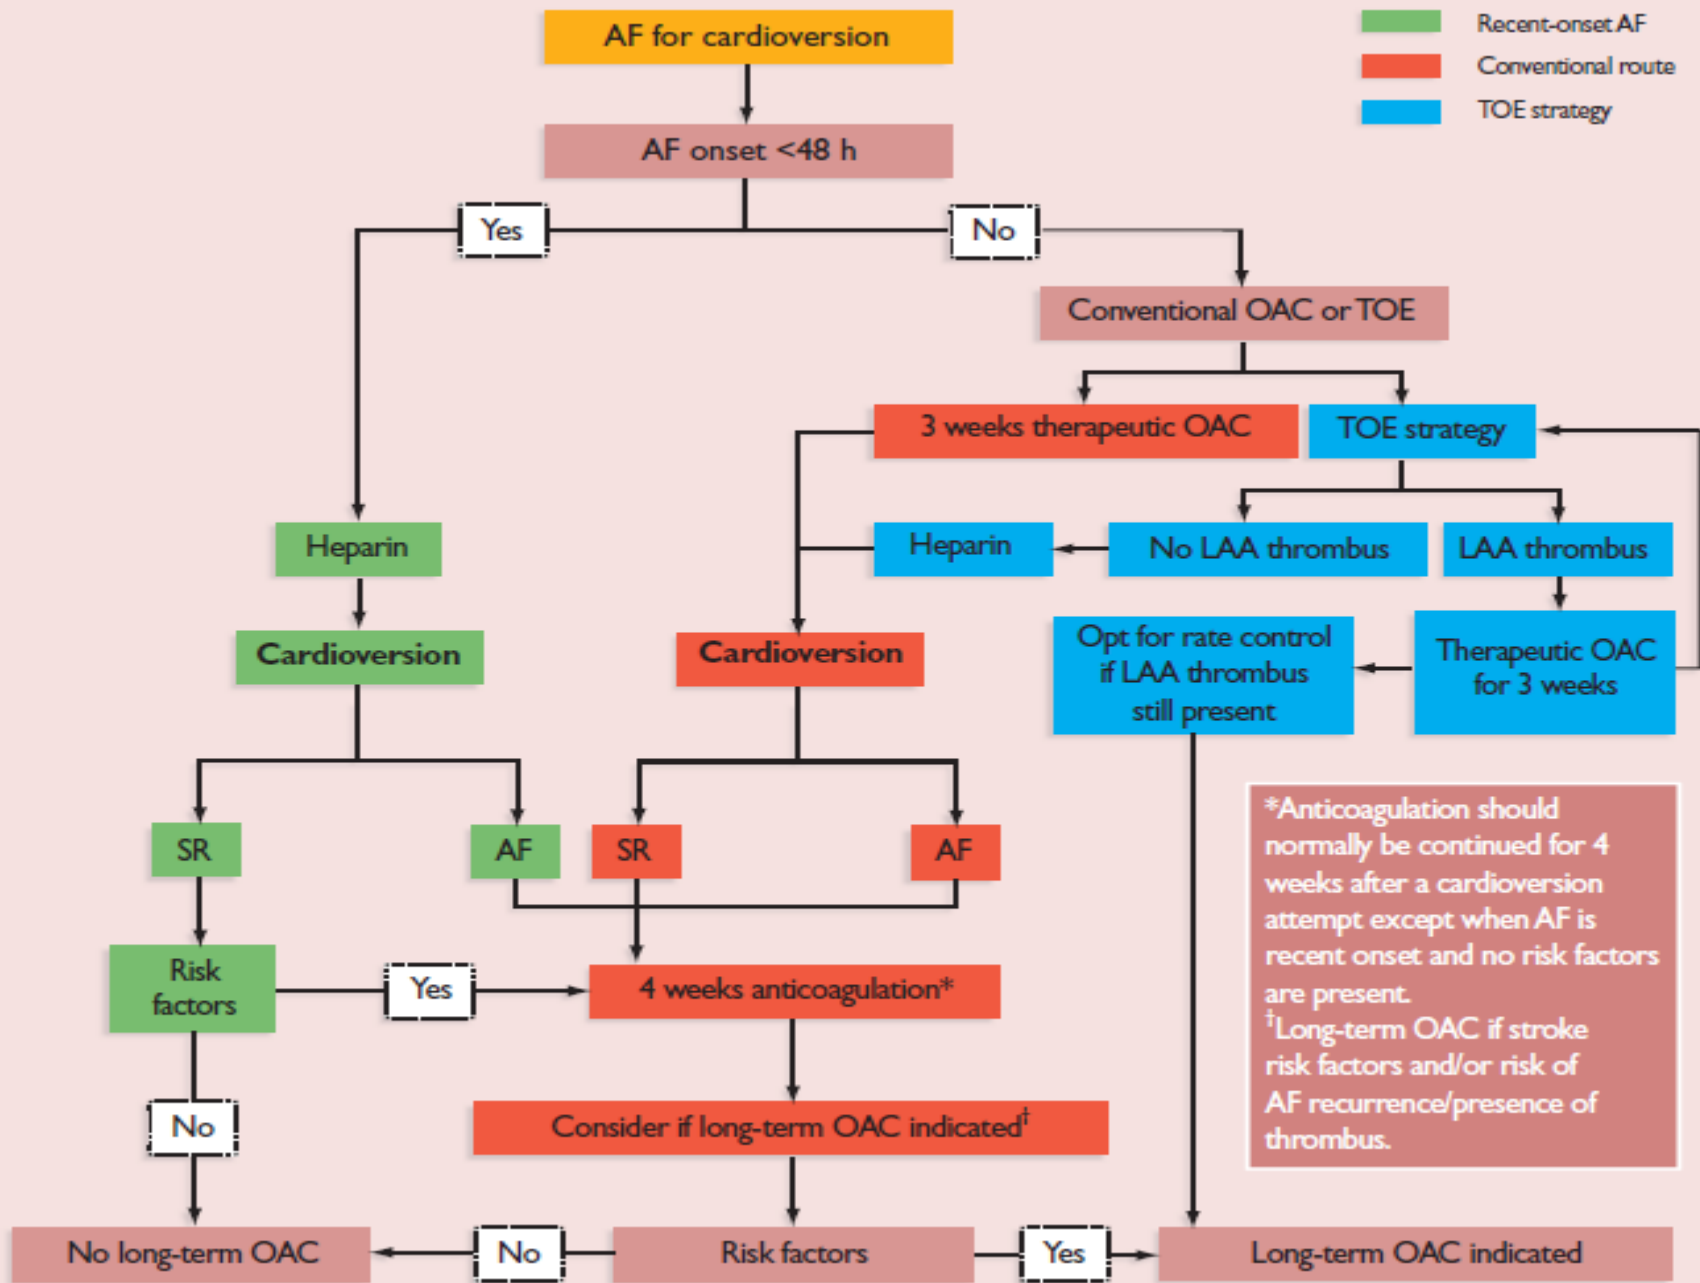 AF for cardioversion
Recent-onset AF
Conventional route
TOE strategy
AF onset <48 h
Yes
No
Conventional OAC or TOE
3 weeks therapeutic OAC
TOE strategy
Heparin
Heparin
No LAA thrombus
LAA thrombus
Cardioversion
Cardioversion
Opt for rate control
if LAA thrombus
still present
Therapeutic OAC
for 3 weeks
SR
AF
SR
AF
*Anticoagulation should
normally be continued for 4
weeks after a cardioversion
attempt except when AF is
recent onset and no risk factors
are present.
†Long-term OAC if stroke
risk factors and/or risk of
AF recurrence/presence of
thrombus.
Risk
factors
Yes
4 weeks anticoagulation*
No
Consider if long-term OAC indicated†
No long-term OAC
No
Risk factors
Yes
Long-term OAC indicated